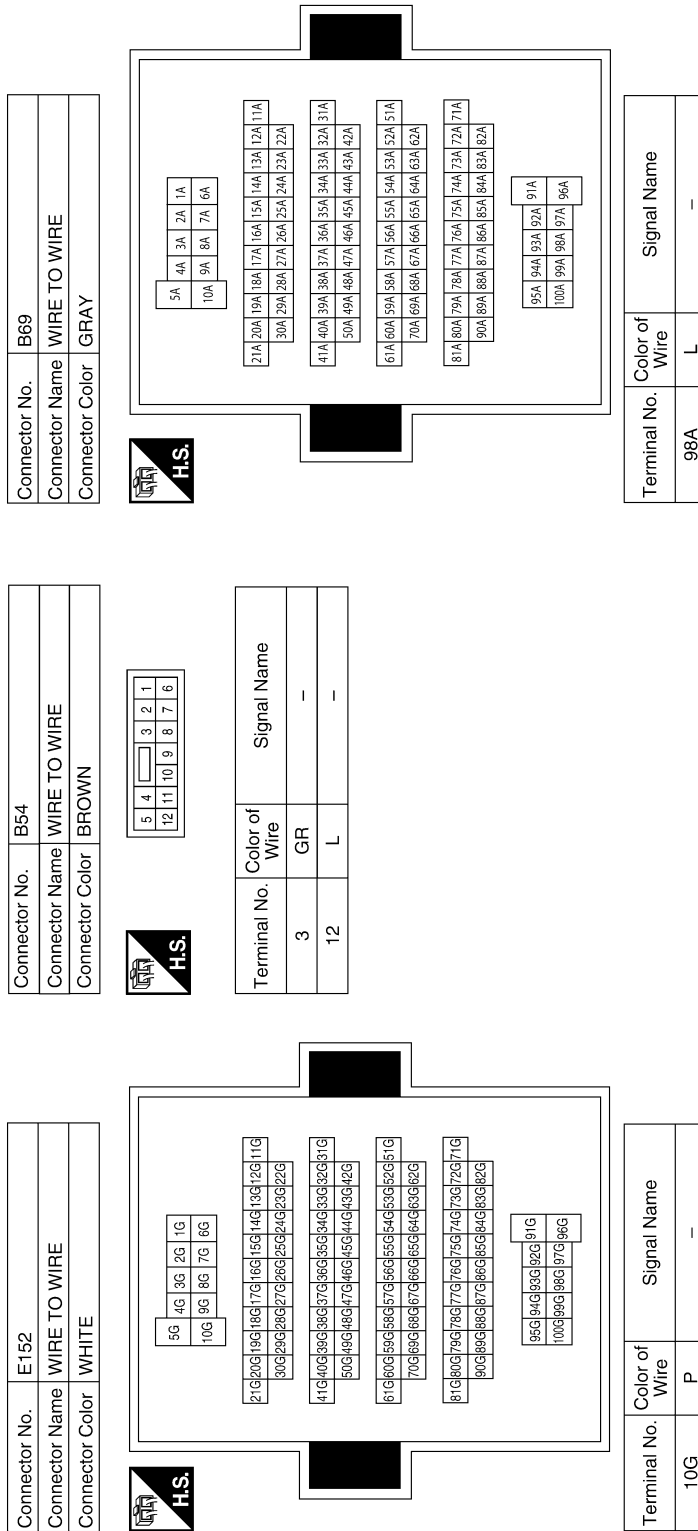 Connector No. E152
Connector Name WIRE TO WIRE
Connector Color WHITE
H.S.
5G 4G 3G 2G 1G
10G 9G 8G 7G 6G
21G 20G 19G 18G 17G 16G 15G 14G 13G 12G 11G
30G 29G 28G 27G 26G 25G 24G 23G 22G
41G 40G 39G 38G 37G 36G 35G 34G 33G 32G 31G
50G 49G 48G 47G 46G 45G 44G 43G 42G
61G 60G 59G 58G 57G 56G 55G 54G 53G 52G 51G
70G 69G 68G 67G 66G 65G 64G 63G 62G
81G 80G 79G 78G 77G 76G 75G 74G 73G 72G 71G
90G 89G 88G 87G 86G 85G 84G 83G 82G
95G 94G 93G 92G 91G
100G 99G 98G 97G 96G
Terminal No. Color of Wire Signal Name
10G P –
Connector No. B54
Connector Name WIRE TO WIRE
Connector Color BROWN
H.S.
5 4 3 2 1
12 11 10 9 8 7 6
Terminal No. Color of Wire Signal Name
3 GR –
12 L –
Connector No. B69
Connector Name WIRE TO WIRE
Connector Color GRAY
H.S.
5A 4A 3A 2A 1A
10A 9A 8A 7A 6A
21A 20A 19A 18A 17A 16A 15A 14A 13A 12A 11A
30A 29A 28A 27A 26A 25A 24A 23A 22A
41A 40A 39A 38A 37A 36A 35A 34A 33A 32A 31A
50A 49A 48A 47A 46A 45A 44A 43A 42A
61A 60A 59A 58A 57A 56A 55A 54A 53A 52A 51A
70A 69A 68A 67A 66A 65A 64A 63A 62A
81A 80A 79A 78A 77A 76A 75A 74A 73A 72A 71A
90A 89A 88A 87A 86A 85A 84A 83A 82A
95A 94A 93A 92A 91A
100A 99A 98A 97A 96A
Terminal No. Color of Wire Signal Name
98A L –